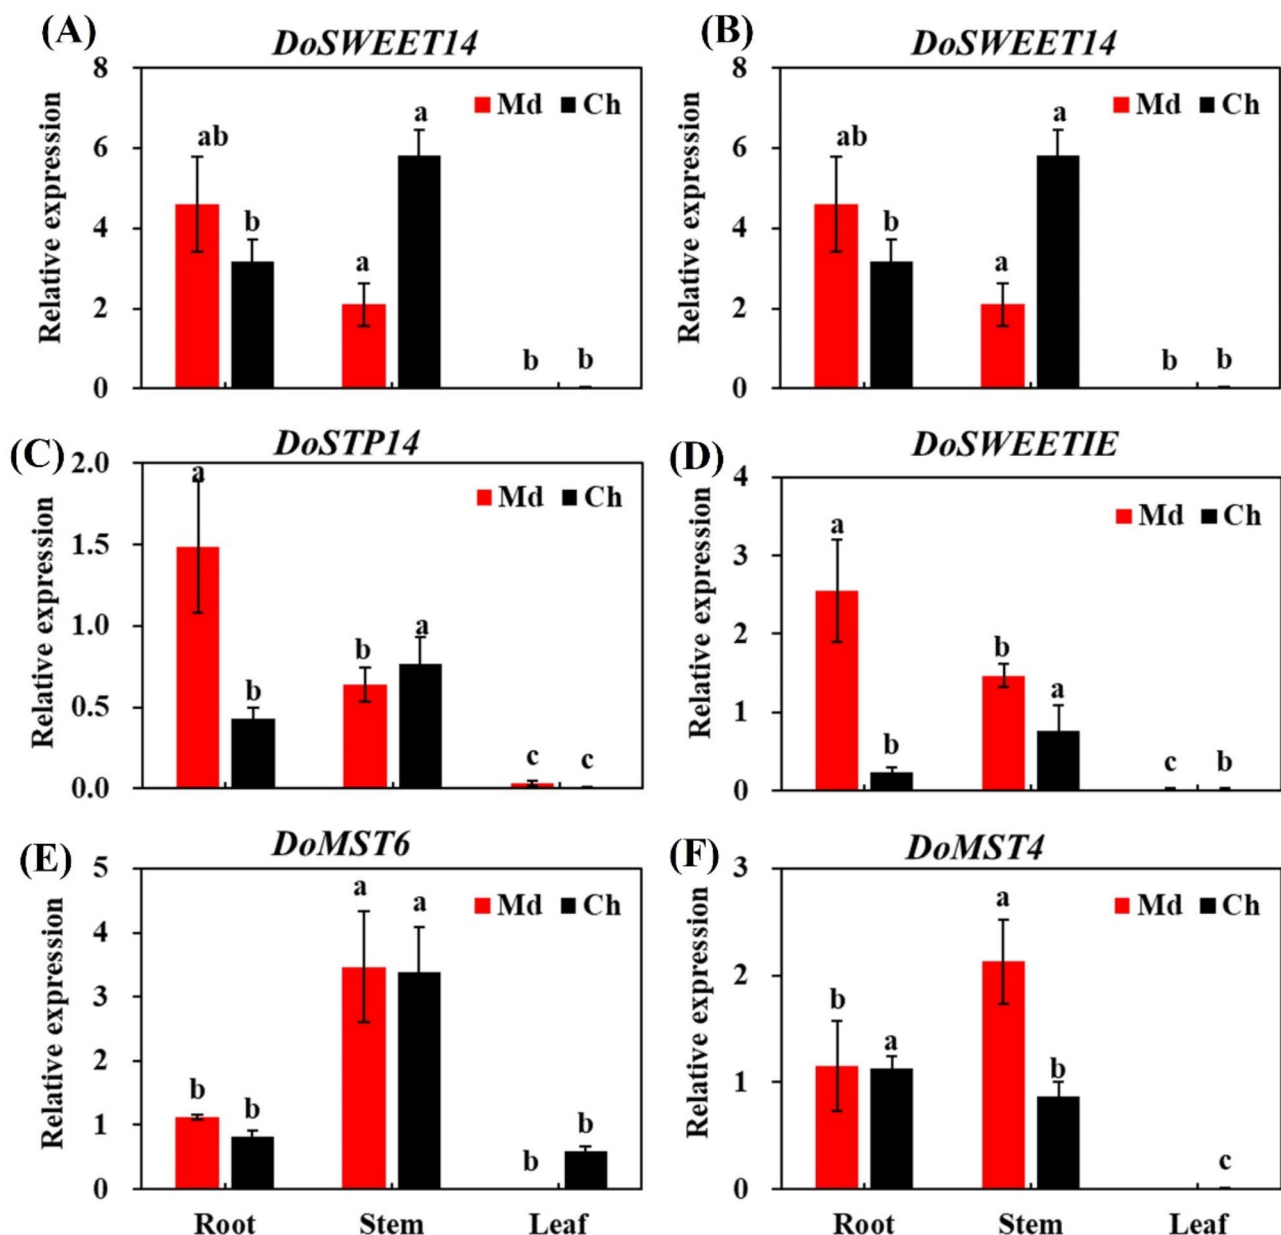 (A) DoSWEET14
Relative expression
8
6
4
2
0
Md Ch
ab
b
a
a
b
b
(B) DoSWEET14
Relative expression
8
6
4
2
0
Md Ch
ab
b
a
a
b
b
(C) DoSTP14
Relative expression
2.0
1.5
1.0
0.5
0.0
Md Ch
a
b
b
a
c
c
(D) DoSWEETIE
Relative expression
4
3
2
1
0
Md Ch
a
b
b
a
c
b
(E) DoMST6
Relative expression
5
4
3
2
1
0
Md Ch
b
b
a
a
b
b
Root Stem Leaf
(F) DoMST4
Relative expression
3
2
1
0
Md Ch
b
a
a
b
c
Root Stem Leaf